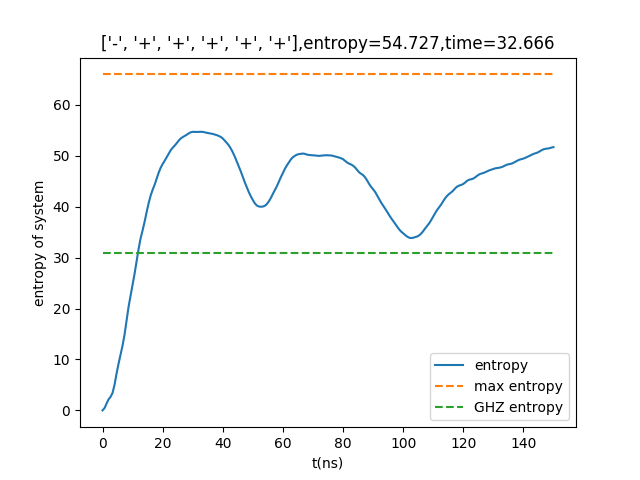 ['-', '+', '+', '+', '+', '+'],entropy=54.727,time=32.666
entropy of system
60
50
40
30
20
10
0
entropy
max entropy
GHZ entropy
0 20 40 60 80 100 120 140
t(ns)